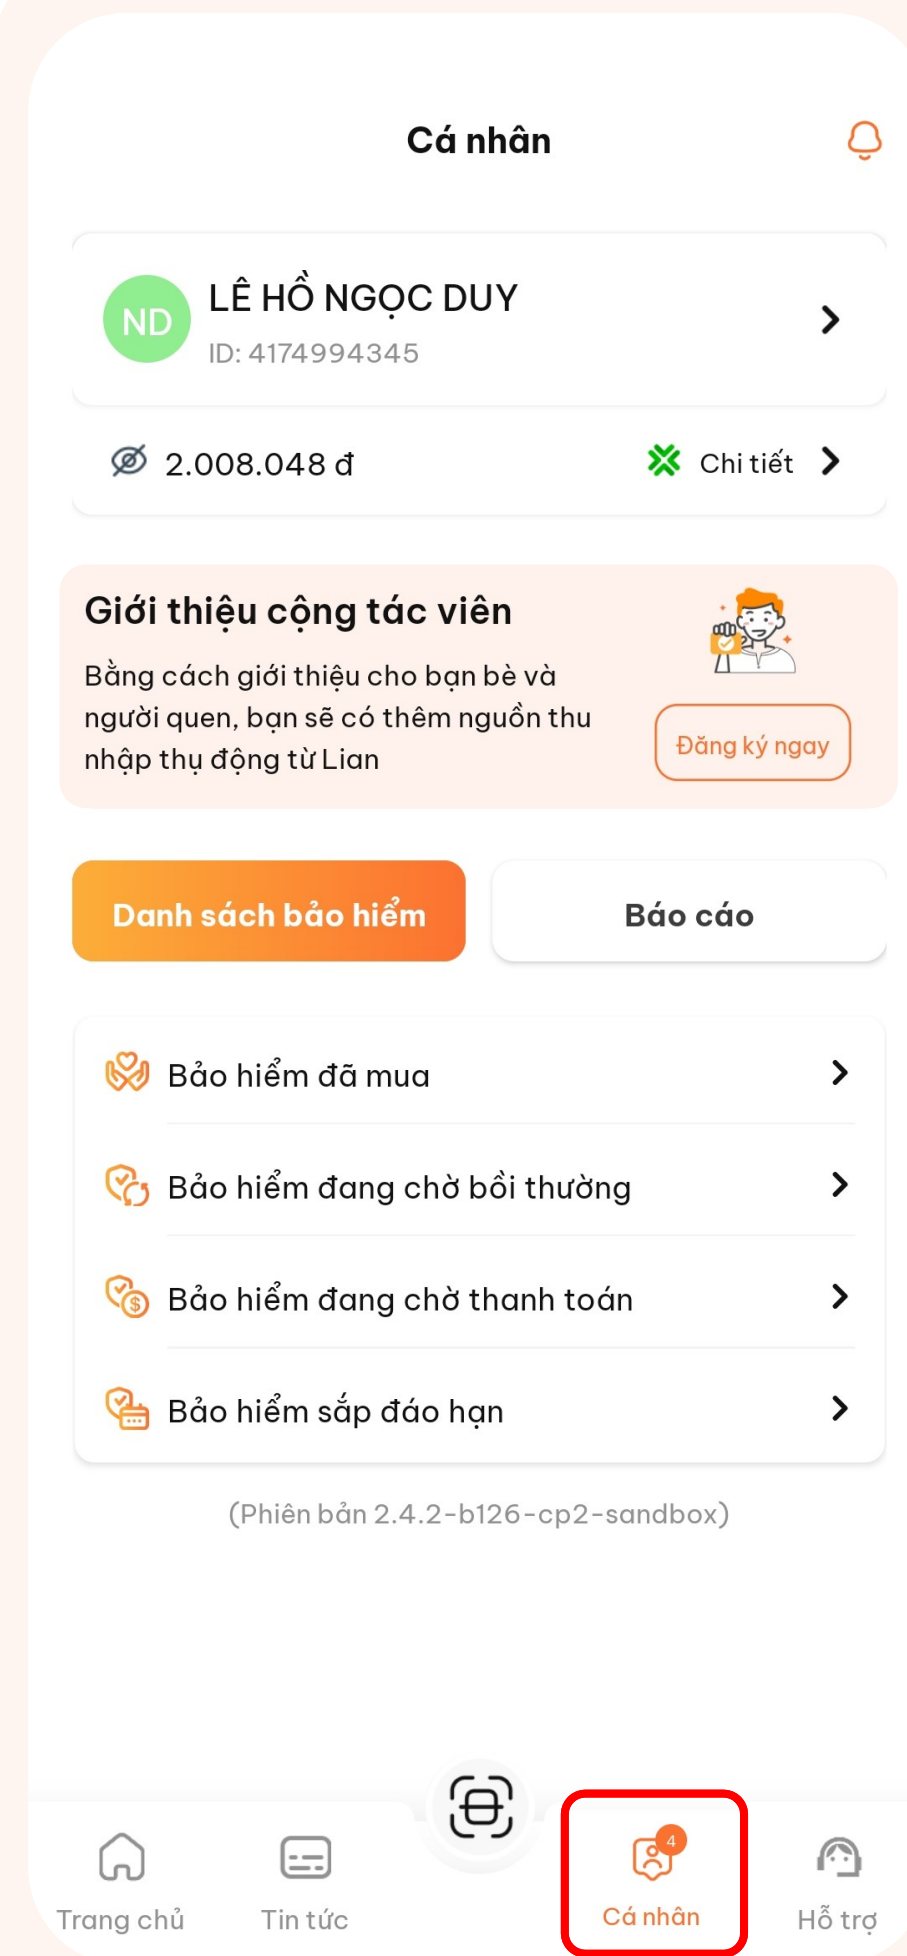 Cá nhân
ND
LÊ HỒ NGỌC DUY
ID: 4174994345
2.008.048 đ
Chi tiết
Giới thiệu cộng tác viên
Bằng cách giới thiệu cho bạn bè và
người quen, bạn sẽ có thêm nguồn thu
nhập thụ động từ Lian
Đăng ký ngay
Danh sách bảo hiểm
Báo cáo
Bảo hiểm đã mua
Bảo hiểm đang chờ bồi thường
Bảo hiểm đang chờ thanh toán
Bảo hiểm sắp đáo hạn
(Phiên bản 2.4.2-b126-cp2-sandbox)
4
Trang chủ
Tin tức
Cá nhân
Hỗ trợ